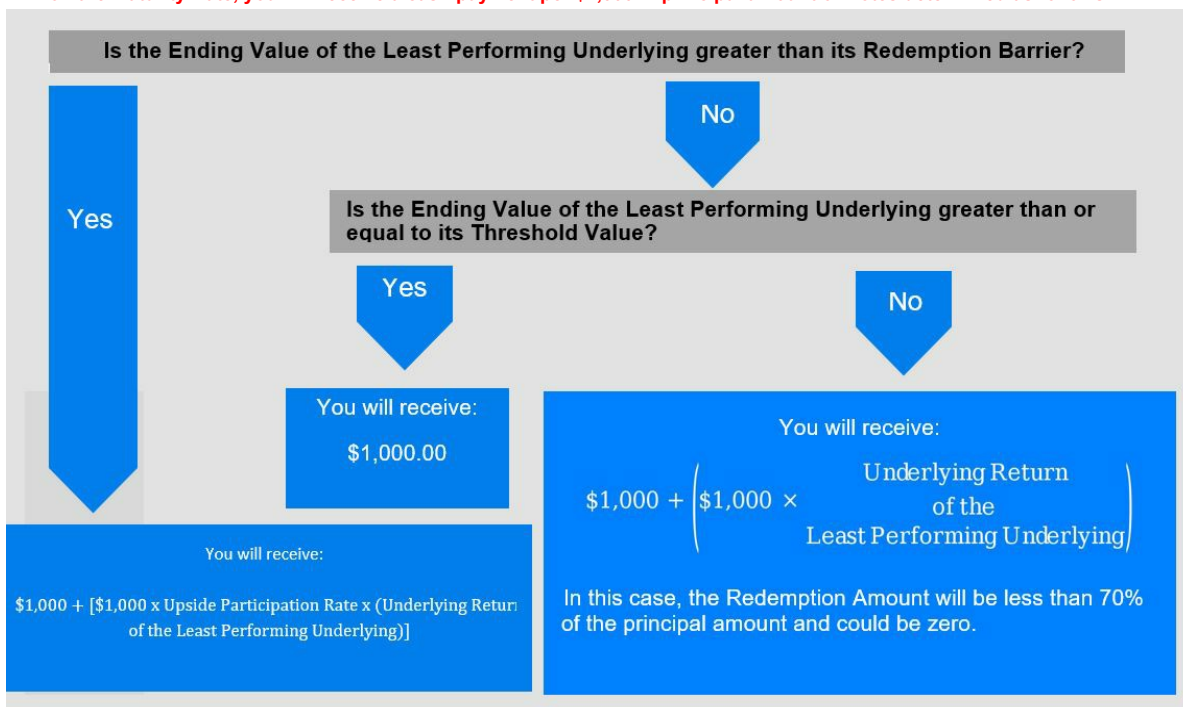 Is the Ending Value of the Least Performing Underlying greater than its Redemption Barrier?
No
Yes
Is the Ending Value of the Least Performing Underlying greater than or
equal to its Threshold Value?
Yes
No
You will receive:
$1,000.00
You will receive:
$1,000 + ($1,000 × Underlying Return
of the
Least Performing Underlying)
In this case, the Redemption Amount will be less than 70%
of the principal amount and could be zero.
You will receive:
$1,000 + [$1,000 x Upside Participation Rate x (Underlying Retur
of the Least Performing Underlying)]